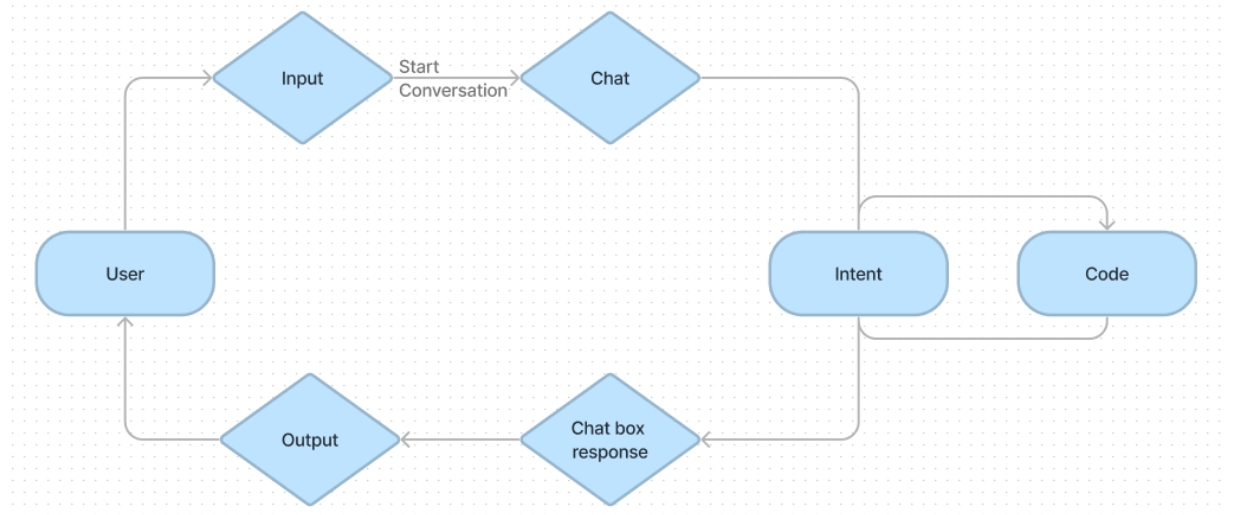 Input
Start
Conversation
Chat
User
Intent
Code
Output
Chat box
response